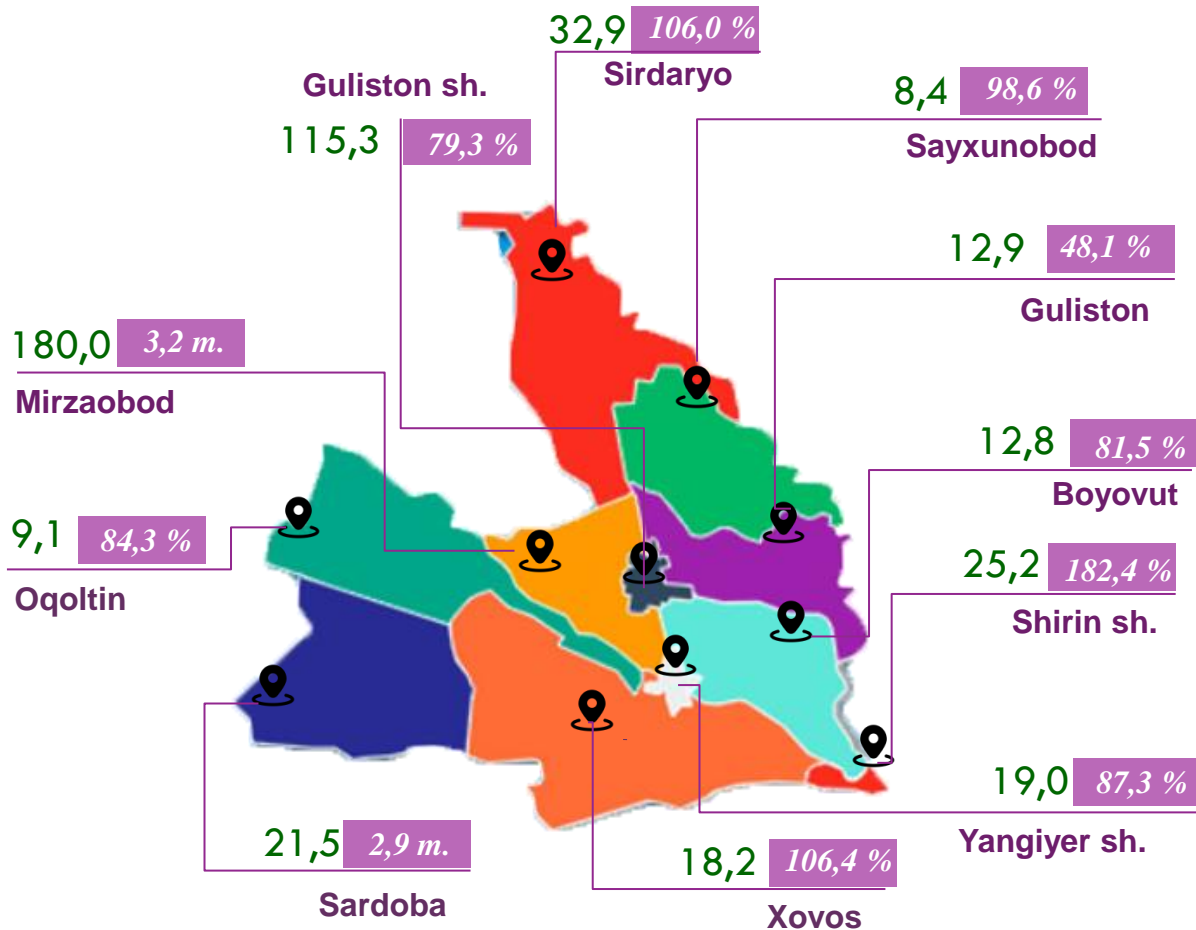 32,9 106,0 %
Sirdaryo
Guliston sh.
115,3 79,3 %
8,4 98,6 %
Sayxunobod
12,9 48,1 %
Guliston
180,0 3,2 m.
Mirzaobod
12,8 81,5 %
Boyovut
9,1 84,3 %
Oqoltin
25,2 182,4 %
Shirin sh.
19,0 87,3 %
Yangiyer sh.
21,5 2,9 m.
Sardoba
18,2 106,4 %
Xovos